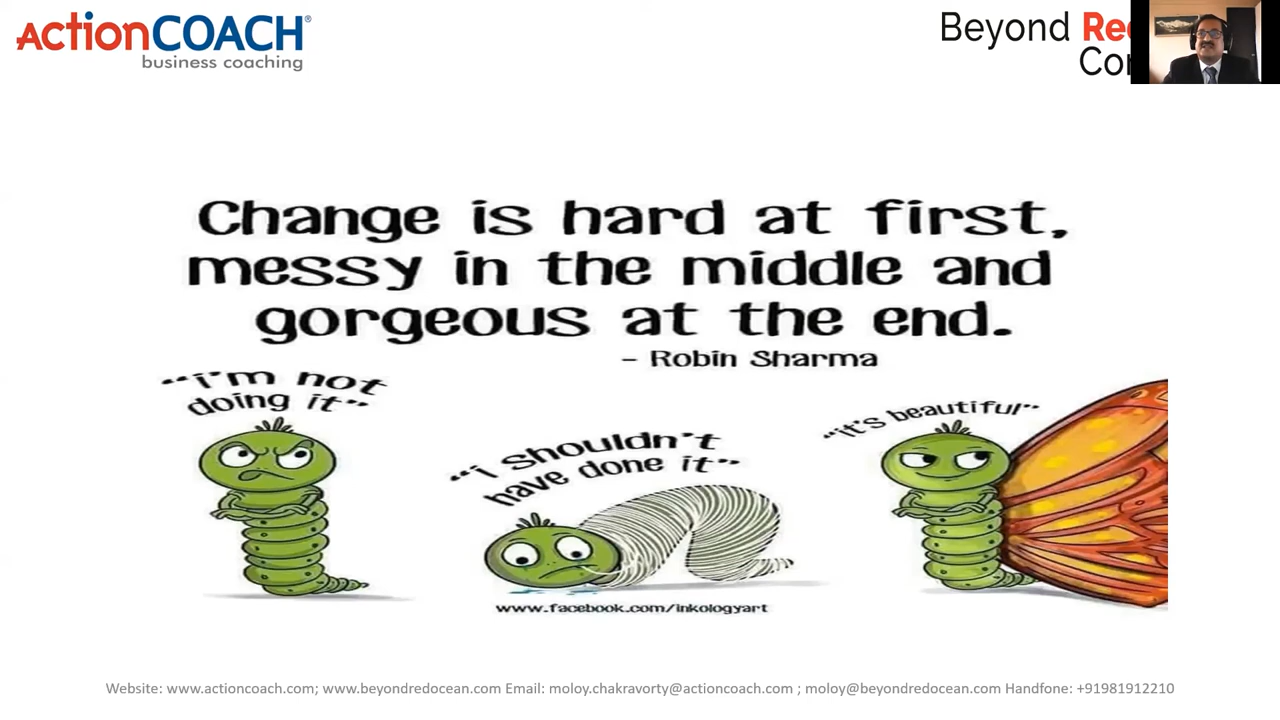 ActionCOACH®
business coaching
Beyond
Change is hard at first,
messy in the middle and
gorgeous at the end.
- Robin Sharma
"i'm not
doing it"
"i shouldn't
have done it"
"it's beautiful"
www.facebook.com/inkologyart
Website: www.actioncoach.com; www.beyondredocean.com Email: moloy.chakravorty@actioncoach.com ; moloy@beyondredocean.com Handfone: +91981912210